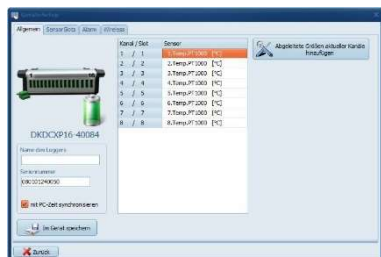 Allgemein
Sensor Slots
Alarm
Wireless
Kanal / Slot
Sensor
1 / 1 1.Temp.PT1000 [°C]
2 / 2 2.Temp.PT1000 [°C]
3 / 3 3.Temp.PT1000 [°C]
4 / 4 4.Temp.PT1000 [°C]
5 / 5 5.Temp.PT1000 [°C]
6 / 6 6.Temp.PT1000 [°C]
7 / 7 7.Temp.PT1000 [°C]
8 / 8 8.Temp.PT1000 [°C]
Abgeleitete Größen aktueller Kanäle
hinzufügen
DKDCXP16-40084
Name des Loggers
Seriennummer
mit PC-Zeit synchronisieren
Im Gerät speichern
Zurück